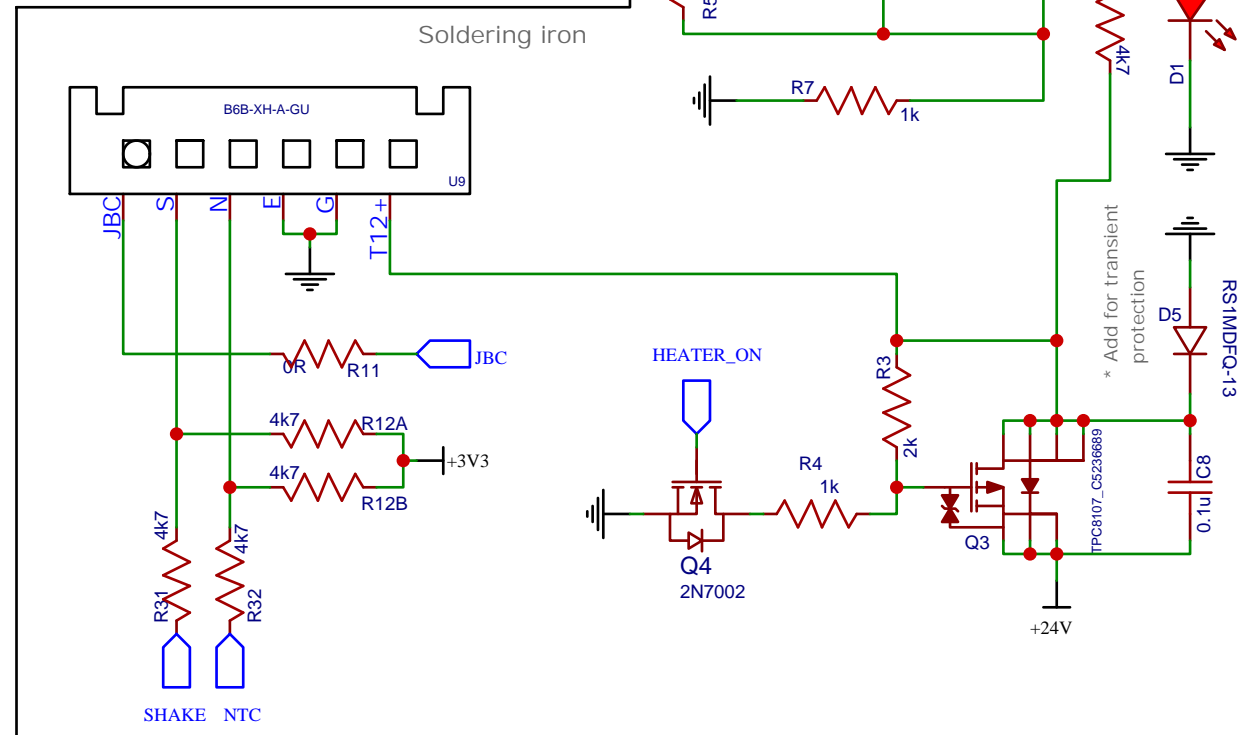 Soldering iron
R5
4k7
D1
R7
1k
B6B-XH-A-GU
U9
JBC
S
N
E
G
T12+
* Add for transient
protection
D5
RS1MDFQ-13
0R
R11
JBC
HEATER_ON
R3
2k
4k7
R12A
+3V3
4k7
R12B
R4
1k
TPC8107_C5236689
C8
0.1u
4k7
R31
4k7
R32
Q4
2N7002
Q3
+24V
SHAKE
NTC